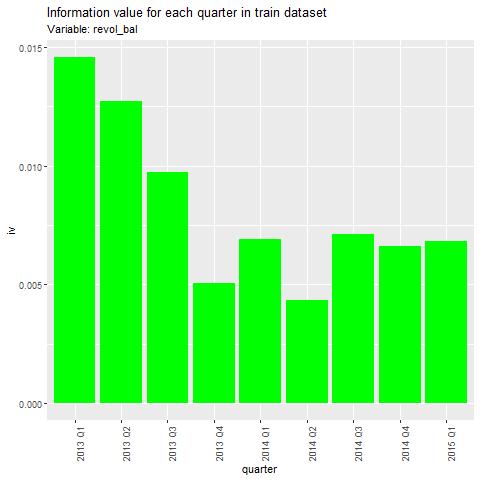 Information value for each quarter in train dataset
Variable: revol_bal
0.015
0.010
0.005
0.000
iv
2013 Q1
2013 Q2
2013 Q3
2013 Q4
2014 Q1
2014 Q2
2014 Q3
2014 Q4
2015 Q1
quarter